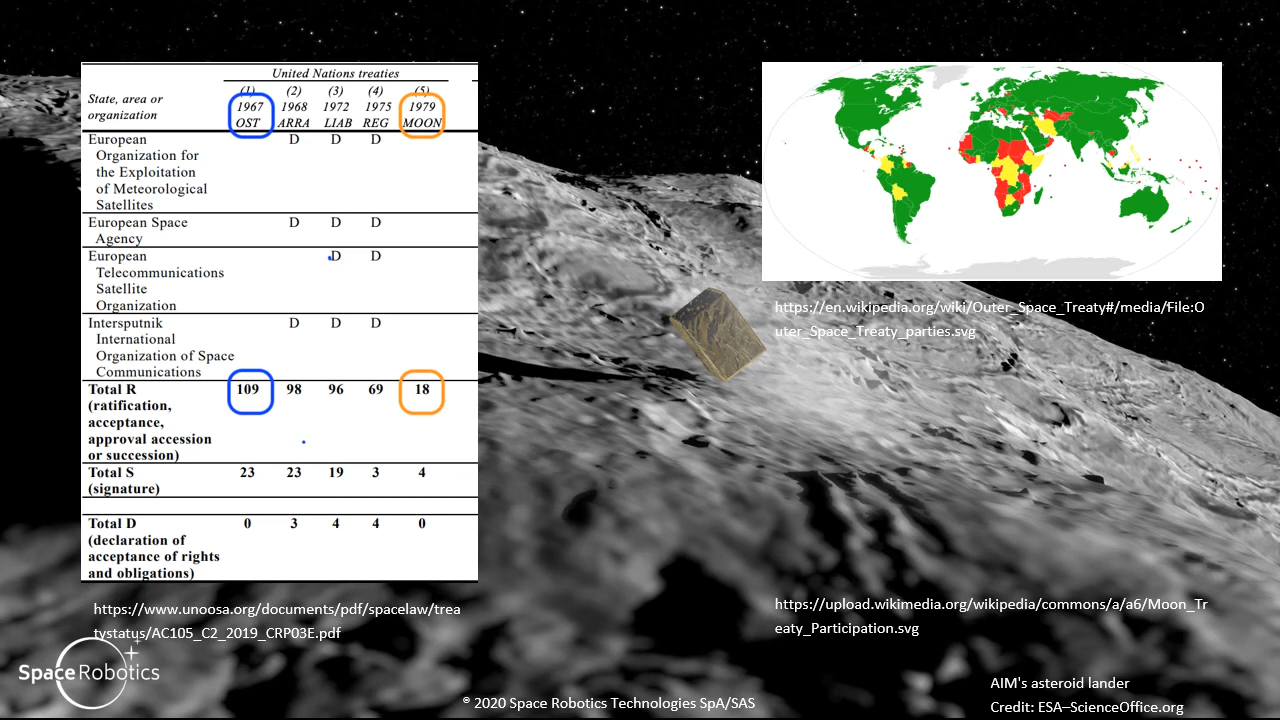 United Nations treaties
State, area or
organization
(1)
1967
OST
(2)
1968
ARRA
(3)
1972
LIAB
(4)
1975
REG
(5)
1979
MOON
European D D D
Organization for
the Exploitation
of Meteorological
Satellites
European Space D D D
Agency
European D D
Telecommunications
Satellite
Organization
Intersputnik D D D
International
Organization of Space
Communications
Total R 109 98 96 69 18
(ratification,
acceptance,
approval accession
or succession)
Total S 23 23 19 3 4
(signature)
Total D 0 3 4 4 0
(declaration of
acceptance of rights
and obligations)
https://www.unoosa.org/documents/pdf/spacelaw/trea
tystatus/AC105_C2_2019_CRP03E.pdf
https://en.wikipedia.org/wiki/Outer_Space_Treaty#/media/File:O
uter_Space_Treaty_parties.svg
https://upload.wikimedia.org/wikipedia/commons/a/a6/Moon_Tr
eaty_Participation.svg
SpaceRobotics
© 2020 Space Robotics Technologies SpA/SAS
AIM's asteroid lander
Credit: ESA–ScienceOffice.org